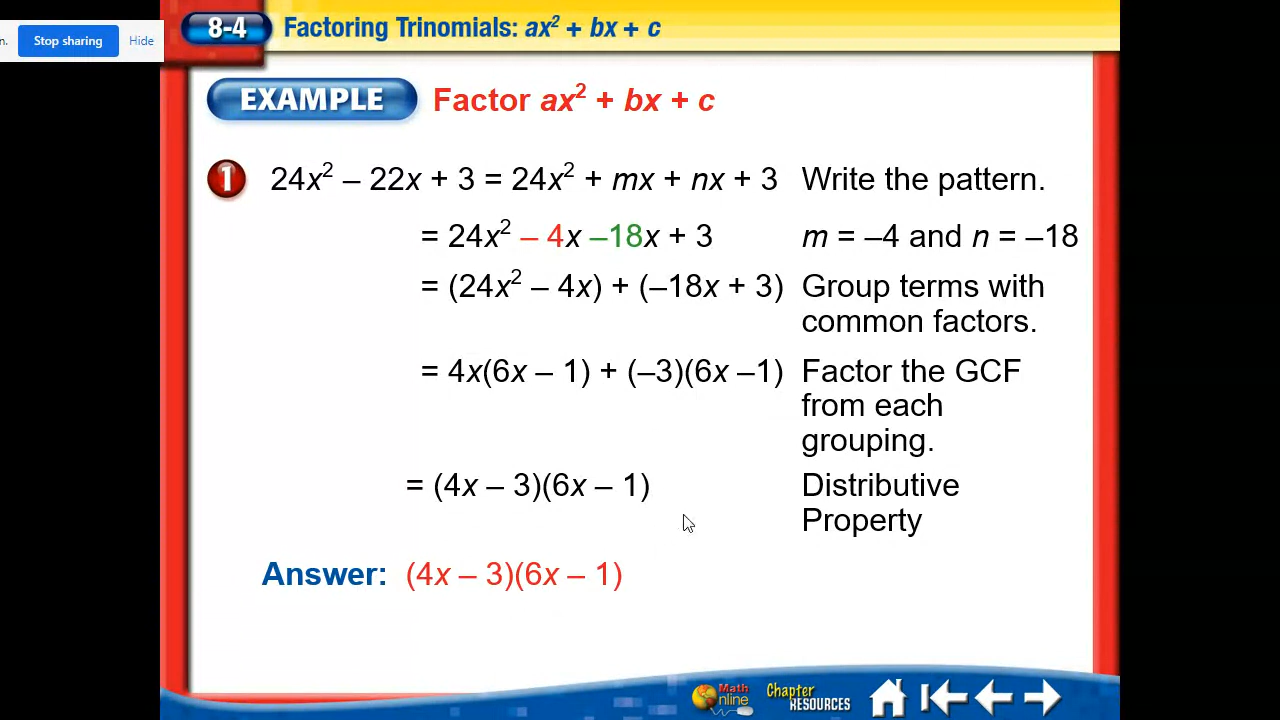 n.
Stop sharing
Hide
8-4 Factoring Trinomials: ax² + bx + c
EXAMPLE Factor ax² + bx + c
1 24x² – 22x + 3 = 24x² + mx + nx + 3 Write the pattern.
= 24x² – 4x –18x + 3 m = –4 and n = –18
= (24x² – 4x) + (–18x + 3) Group terms with
common factors.
= 4x(6x – 1) + (–3)(6x –1) Factor the GCF
from each
grouping.
= (4x – 3)(6x – 1) Distributive
Property
Answer: (4x – 3)(6x – 1)
Math
nline
Chapter
RESOURCES